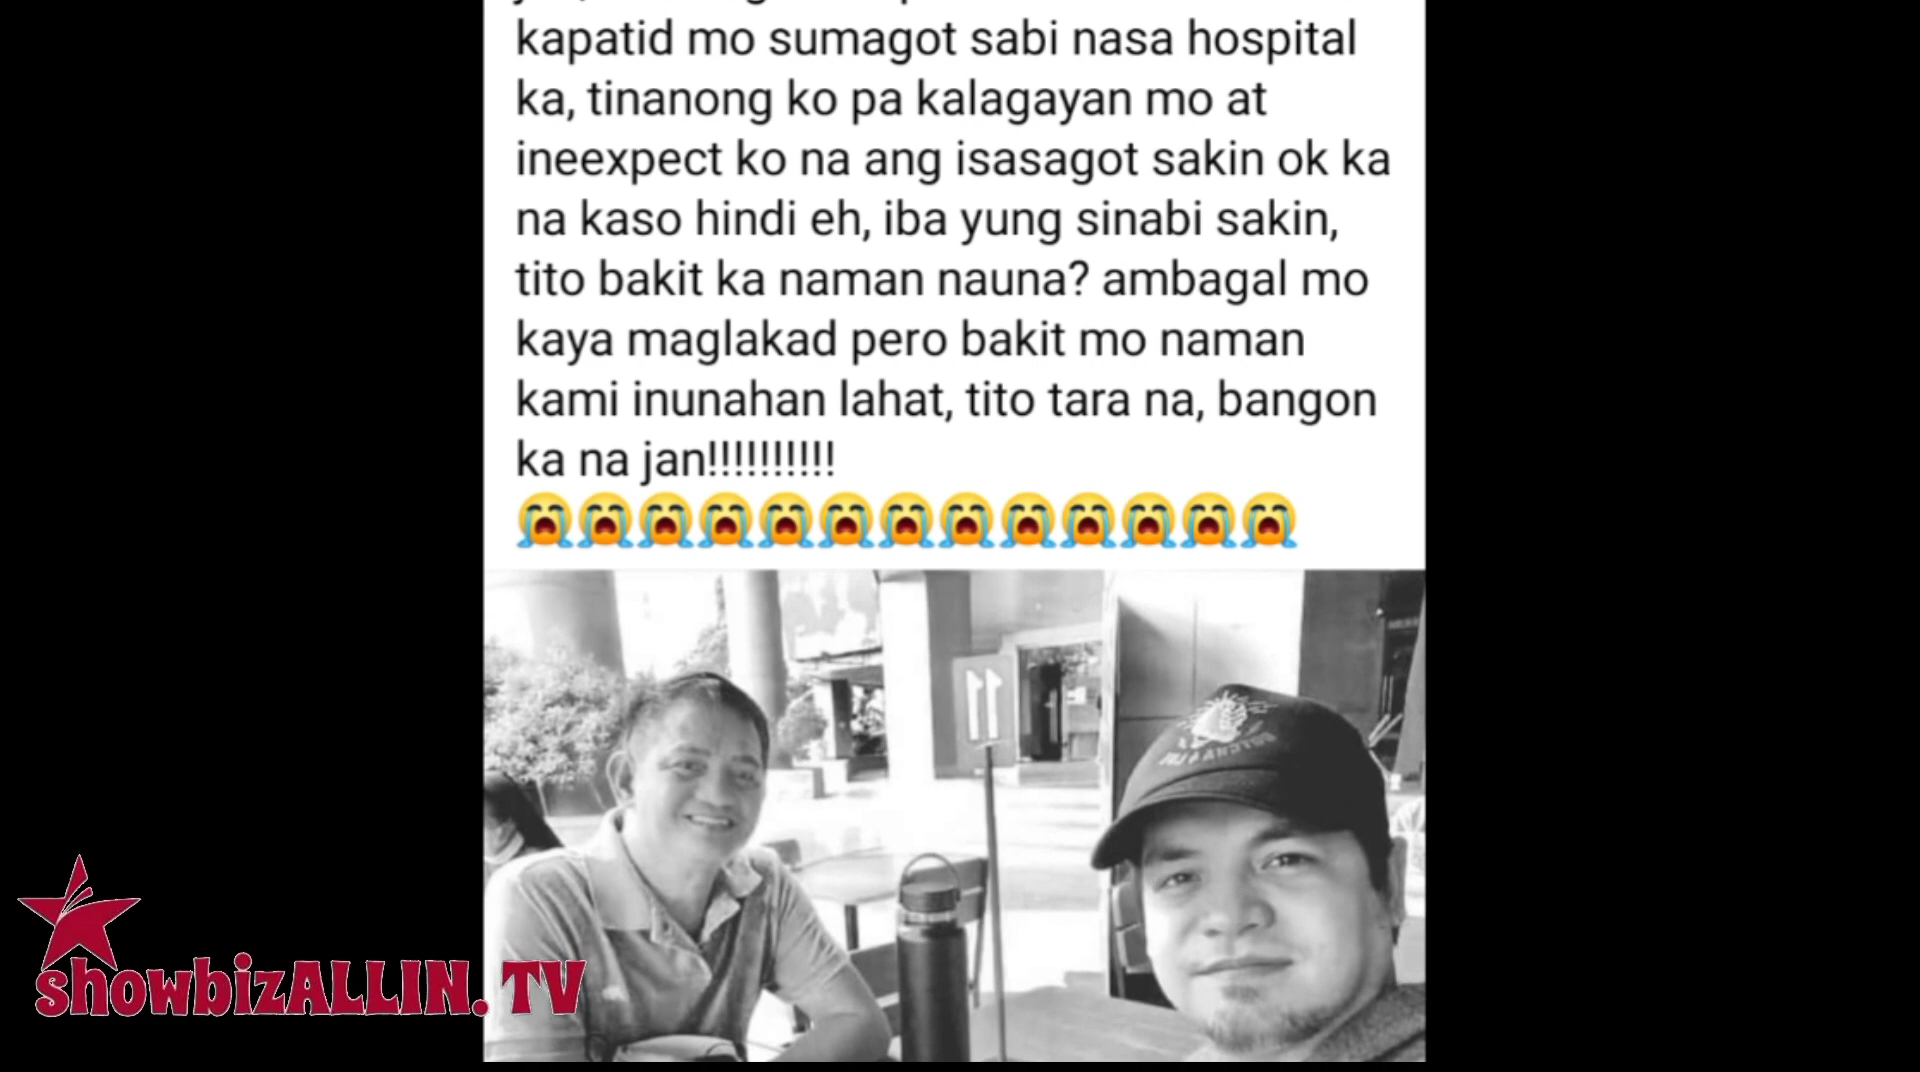 kapatid mo sumagot sabi nasa hospital
ka, tinanong ko pa kalagayan mo at
ineexpect ko na ang isasagot sakin ok ka
na kaso hindi eh, iba yung sinabi sakin,
tito bakit ka naman nauna? ambagal mo
kaya maglakad pero bakit mo naman
kami inunahan lahat, tito tara na, bangon
ka na jan!!!!!!!!!!
😭😭😭😭😭😭😭😭😭😭😭😭😭
11
showbizALLIN.TV